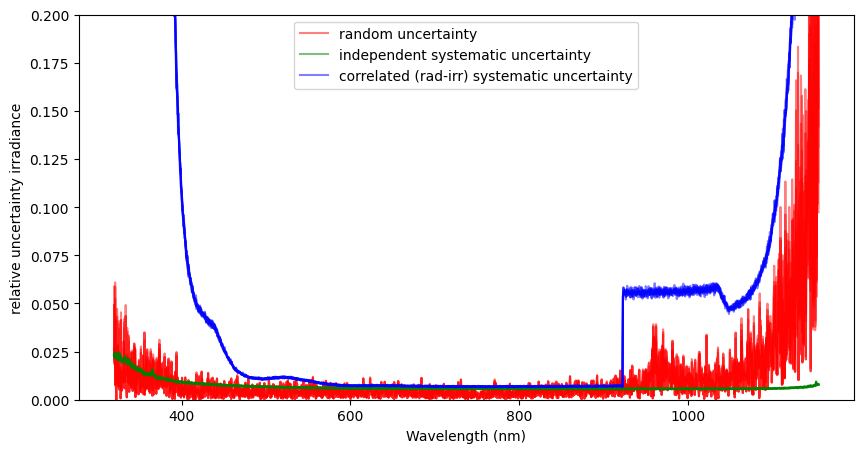 random uncertainty
independent systematic uncertainty
correlated (rad-irr) systematic uncertainty
relative uncertainty irradiance
0.200
0.175
0.150
0.125
0.100
0.075
0.050
0.025
0.000
400
600
800
1000
Wavelength (nm)